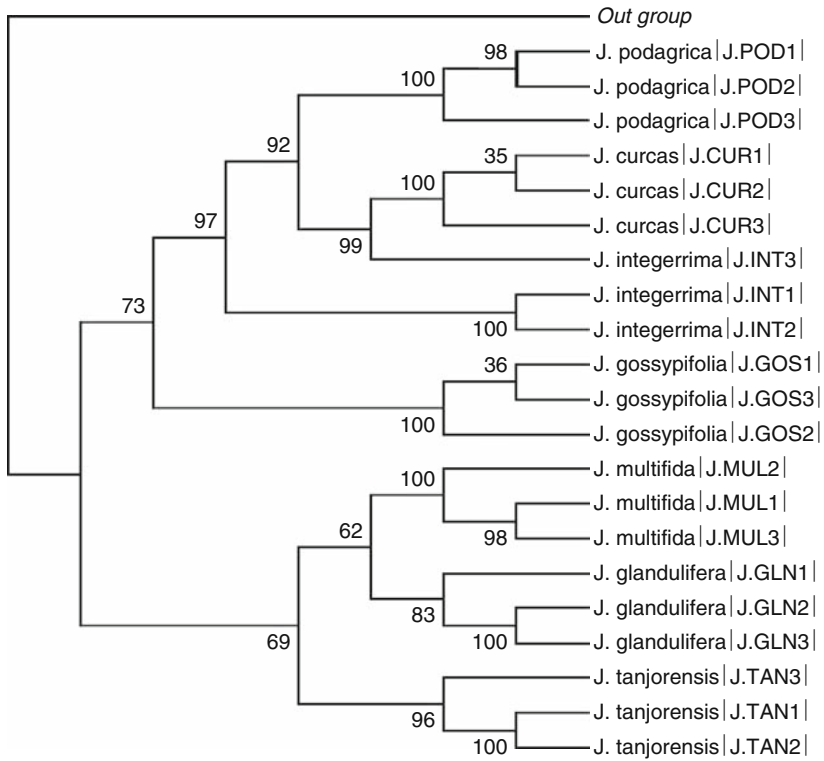 Out group
98
J. podagrica|J.POD1|
J. podagrica|J.POD2|
100
J. podagrica|J.POD3|
92
35
J. curcas|J.CUR1|
100
J. curcas|J.CUR2|
97
J. curcas|J.CUR3|
99
J. integerrima|J.INT3|
73
J. integerrima|J.INT1|
100
J. integerrima|J.INT2|
36
J. gossypifolia|J.GOS1|
J. gossypifolia|J.GOS3|
100
J. gossypifolia|J.GOS2|
100
J. multifida|J.MUL2|
J. multifida|J.MUL1|
62
98
J. multifida|J.MUL3|
J. glandulifera|J.GLN1|
83
J. glandulifera|J.GLN2|
69
100
J. glandulifera|J.GLN3|
J. tanjorensis|J.TAN3|
96
J. tanjorensis|J.TAN1|
100
J. tanjorensis|J.TAN2|